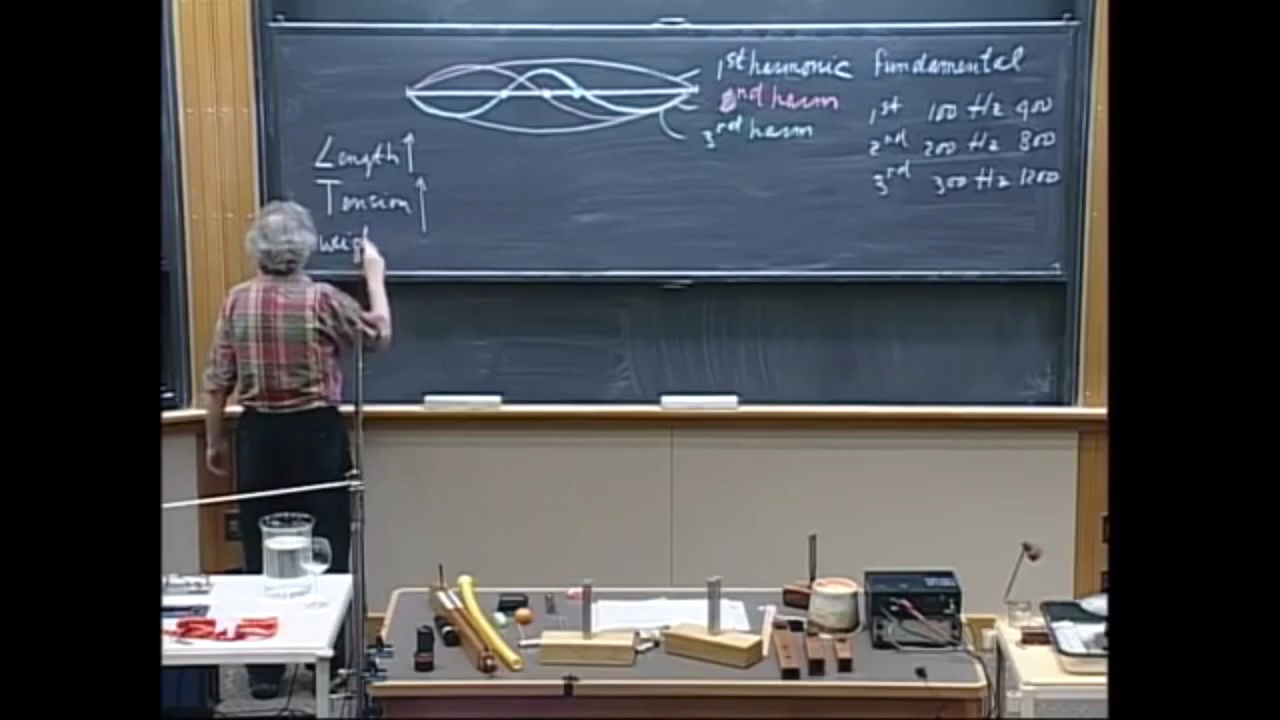 1st harmonic fundamental
2nd harm
3rd harm
1st 100 Hz 400
2nd 200 Hz 800
3rd 300 Hz 1200
Length ↑
Tension ↑
weig